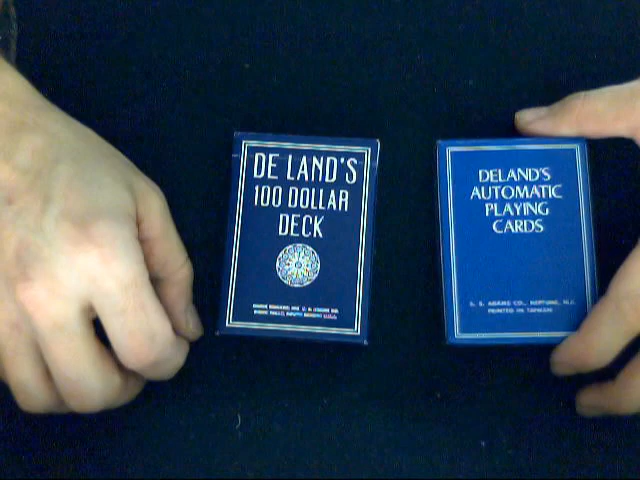 DE LAND'S
100 DOLLAR
DECK
DELAND'S
AUTOMATIC
PLAYING
CARDS
S. S. ADAMS CO., NEPTUNE, N.J.
PRINTED IN TAIWAN